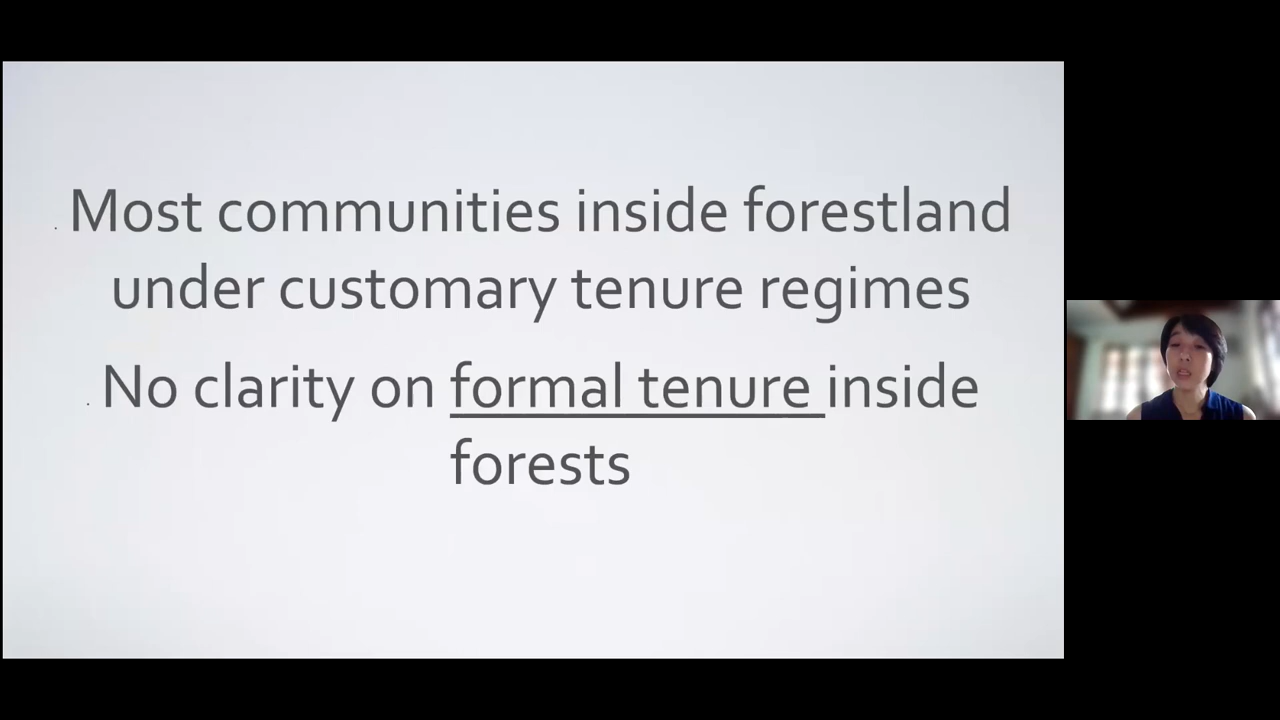 Most communities inside forestland
under customary tenure regimes
No clarity on formal tenure inside
forests